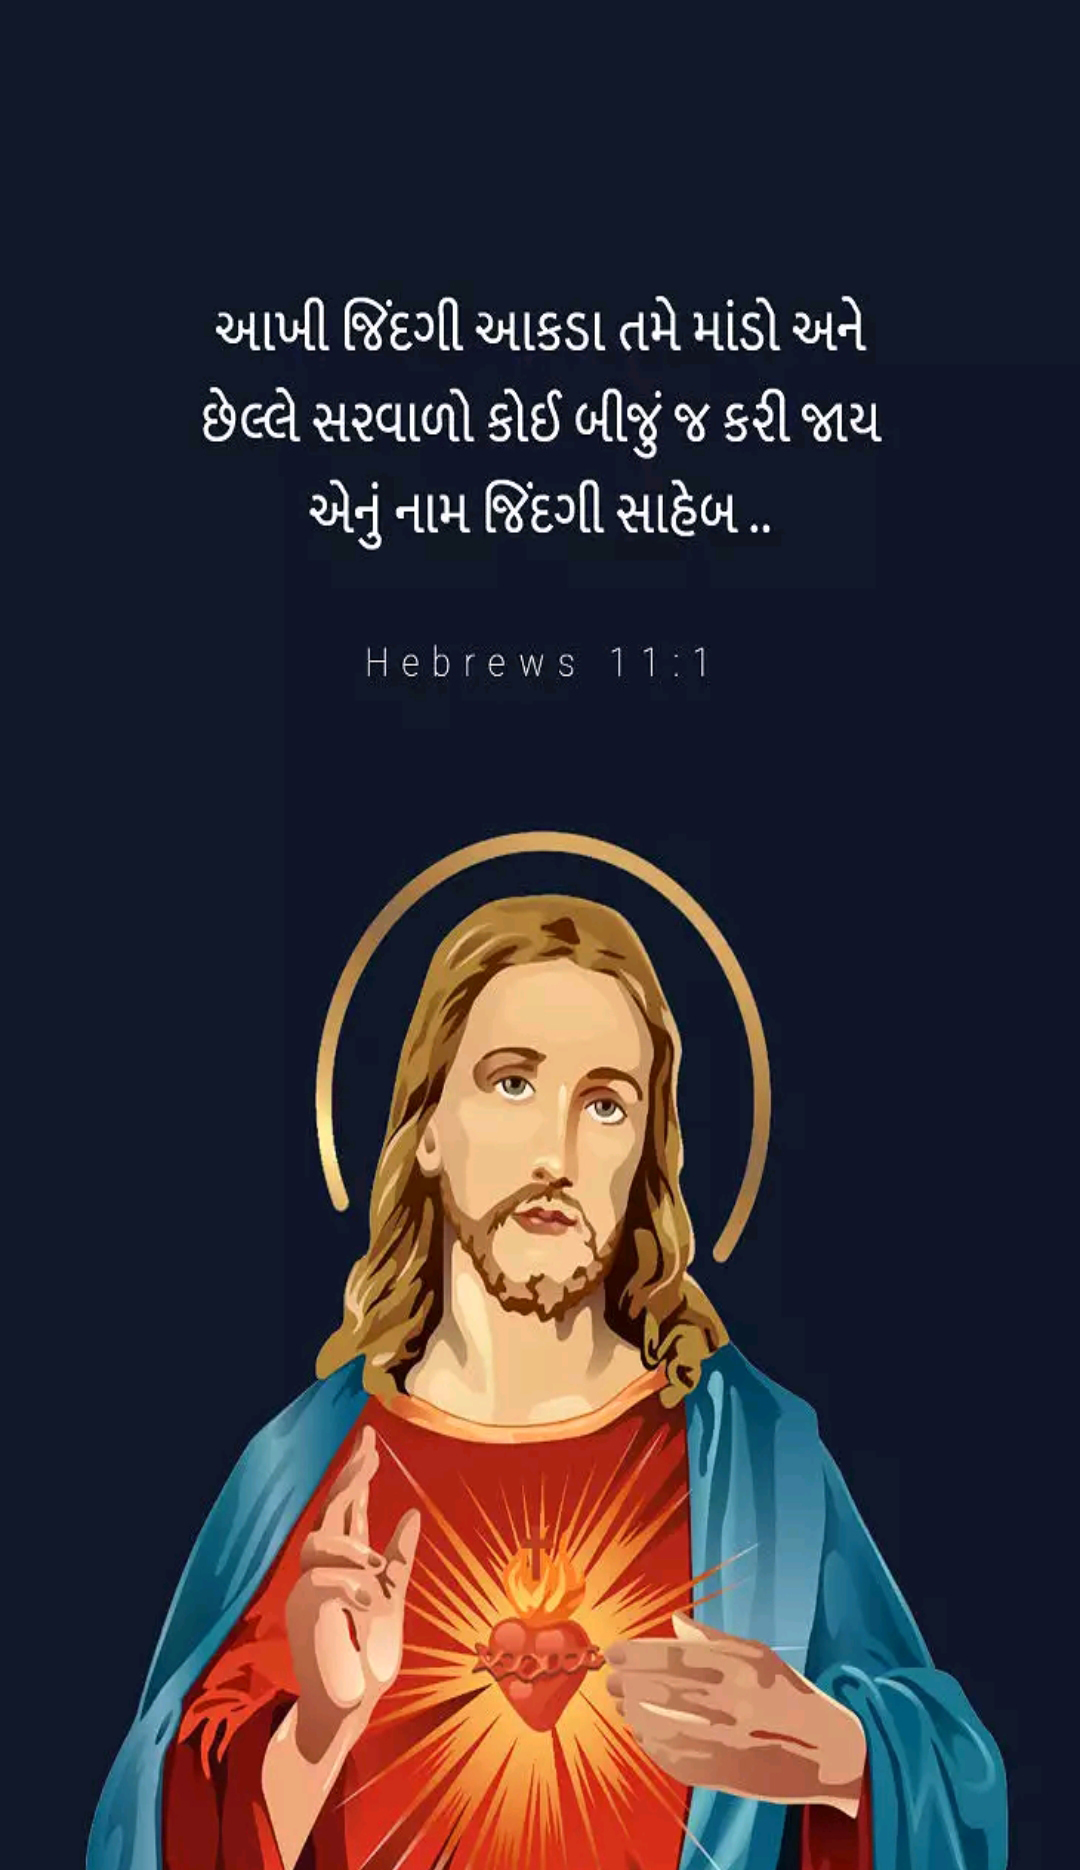 આખી જિંદગી આકડા તમે માંડો અને
છેલ્લે સરવાળો કોઈ બીજું જ કરી જાય
એનું નામ જિંદગી સાહેબ ..
Hebrews 11:1